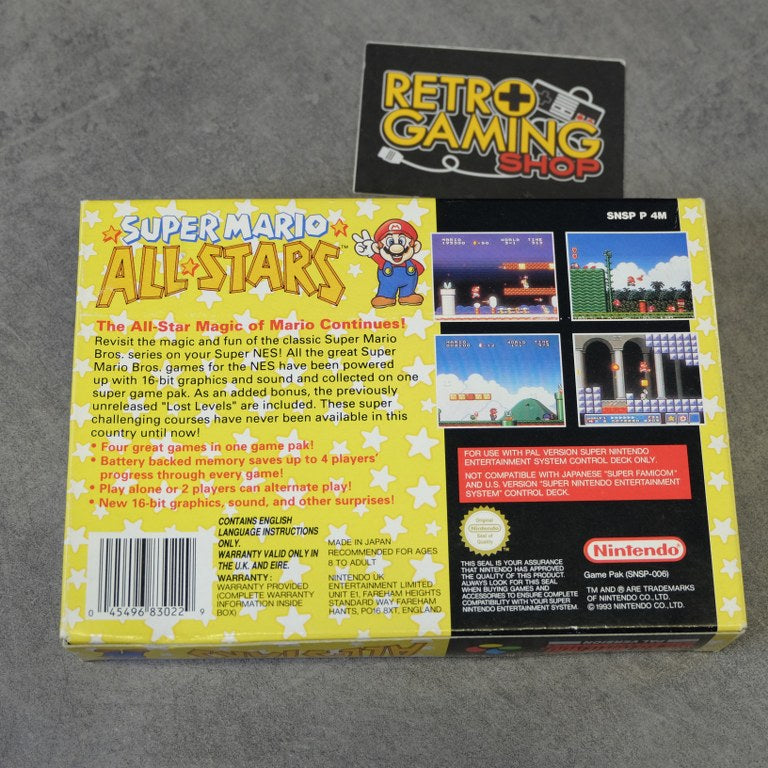 RETRO
GAMING
SHOP
SUPER MARIO
ALL★STARS™
SNSP P 4M
The All-Star Magic of Mario Continues!
Revisit the magic and fun of the classic Super Mario
Bros. series on your Super NES! All the great Super
Mario Bros. games for the NES have been powered
up with 16-bit graphics and sound and collected on one
super game pak. As an added bonus, the previously
unreleased "Lost Levels" are included. These super
challenging courses have never been available in this
country until now!
• Four great games in one game pak!
• Battery backed memory saves up to 4 players'
progress through every game!
• Play alone or 2 players can alternate play!
• New 16-bit graphics, sound, and other surprises!
CONTAINS ENGLISH
LANGUAGE INSTRUCTIONS
ONLY.
WARRANTY VALID ONLY IN
THE U.K. AND EIRE.
WARRANTY:
WARRANTY PROVIDED
(COMPLETE WARRANTY
INFORMATION INSIDE
BOX)
MADE IN JAPAN
RECOMMENDED FOR AGES
8 TO ADULT
NINTENDO UK
ENTERTAINMENT LIMITED
UNIT E1, FAREHAM HEIGHTS
STANDARD WAY FAREHAM
HANTS, PO16 8XT, ENGLAND
0 45496 83022 9
FOR USE WITH PAL VERSION SUPER NINTENDO
ENTERTAINMENT SYSTEM CONTROL DECK ONLY.
NOT COMPATIBLE WITH JAPANESE "SUPER FAMICOM"
AND U.S. VERSION "SUPER NINTENDO ENTERTAINMENT
SYSTEM" CONTROL DECK.
Original
Nintendo
Seal of
Quality
THIS SEAL IS YOUR ASSURANCE
THAT NINTENDO HAS APPROVED
THE QUALITY OF THIS PRODUCT.
ALWAYS LOOK FOR THIS SEAL
WHEN BUYING GAMES AND
ACCESSORIES TO ENSURE COMPLETE
COMPATIBILITY WITH YOUR SUPER
NINTENDO ENTERTAINMENT SYSTEM.
Nintendo®
Game Pak (SNSP-006)
TM AND ® ARE TRADEMARKS
OF NINTENDO CO., LTD.
© 1993 NINTENDO CO., LTD.
ALL STARS